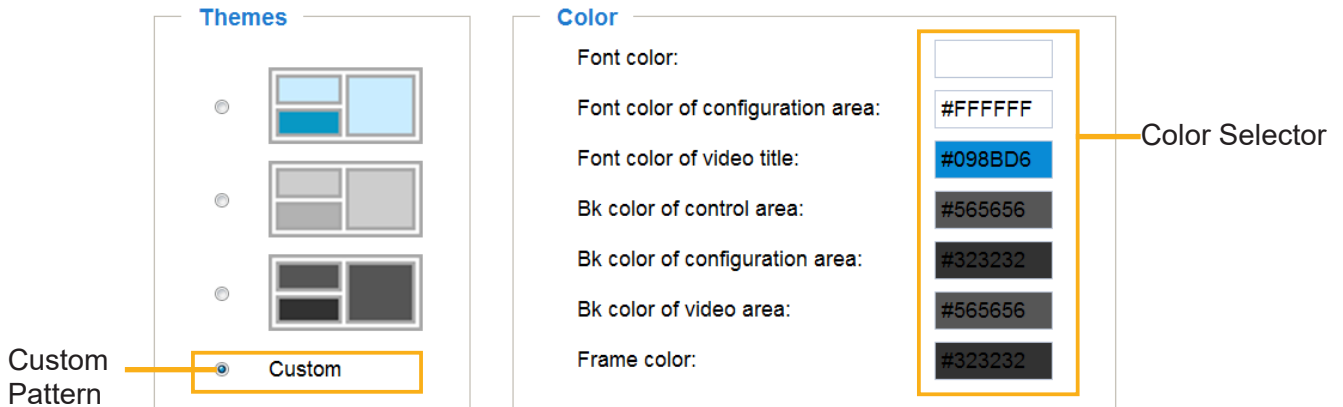 Themes
Custom
Custom
Pattern
Color
Font color:
Font color of configuration area: #FFFFFF
Font color of video title: #098BD6
Bk color of control area: #565656
Bk color of configuration area: #323232
Bk color of video area: #565656
Frame color: #323232
Color Selector